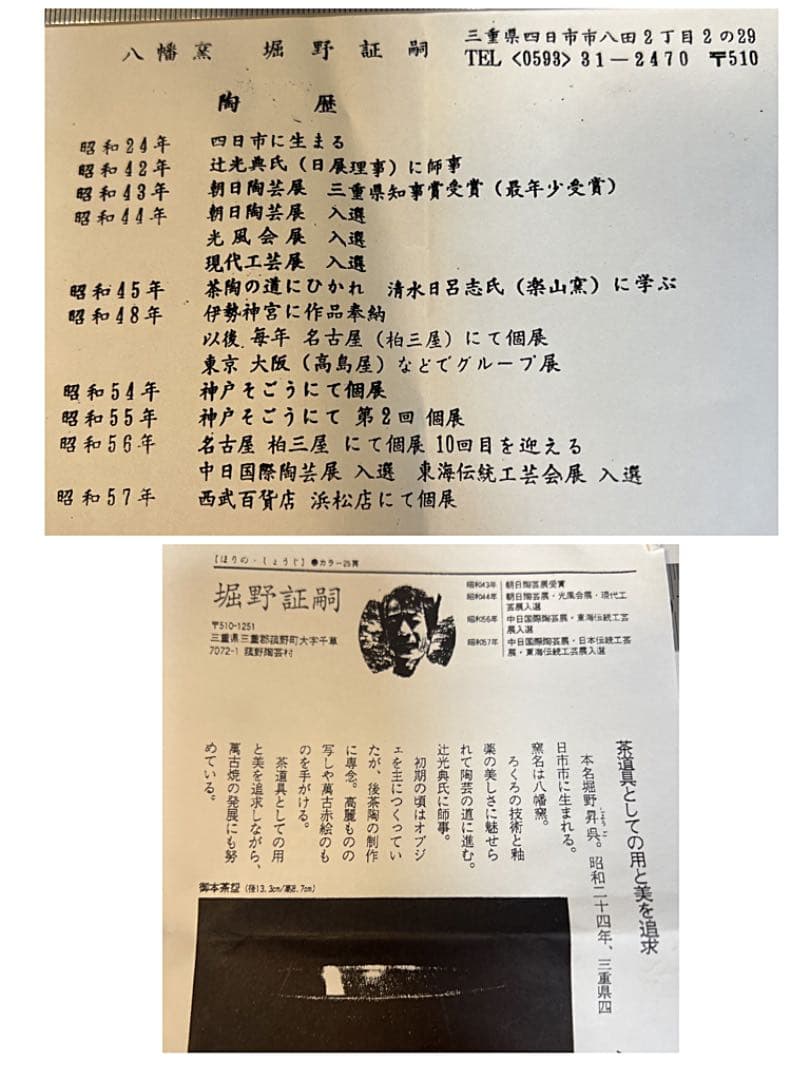 八幡窯 堀野証嗣
三重県四日市市八田2丁目2の29
TEL〈0593〉31－2470 〒510
陶歴
昭和24年 四日市に生まる
昭和42年 辻光典氏（日展理事）に師事
昭和43年 朝日陶芸展 三重県知事賞受賞（最年少受賞）
昭和44年 朝日陶芸展 入選
光風会展 入選
現代工芸展 入選
昭和45年 茶陶の道にひかれ 清水日呂志氏（楽山窯）に学ぶ
昭和48年 伊勢神宮に作品奉納
以後 毎年 名古屋（柏三屋）にて個展
東京 大阪（高島屋）などでグループ展
昭和54年 神戸そごうにて個展
昭和55年 神戸そごうにて 第2回 個展
昭和56年 名古屋 柏三屋 にて個展10回目を迎える
中日国際陶芸展 入選 東海伝統工芸会展 入選
昭和57年 西武百貨店 浜松店にて個展
【ほりの・しょうじ】●カラー25頁
堀野証嗣
〒510-1251
三重県三重郡菰野町大字千草
7072-1 菰野陶芸村
昭和43年 朝日陶芸展受賞
昭和44年 朝日陶芸展・光風会展・現代工
芸展入選
昭和56年 中日国際陶芸展・東海伝統工芸
展入選
昭和57年 中日国際陶芸展・日本伝統工芸
展・東海伝統工芸展入選
茶道具としての用と美を追求
本名堀野昇呉。昭和二十四年、三重県四
日市市に生まれる。
窯名は八幡窯。
ろくろの技術と釉
薬の美しさに魅せら
れて陶芸の道に進む。
辻光典氏に師事。
初期の頃はオブジ
ェを主につくってい
たが、後茶陶の制作
に専念。高麗ものの
写しや萬古赤絵のも
のを手がける。
茶道具としての用
と美を追求しながら、
萬古焼の発展にも努
めている。
御本茶盌（径13.3cm/高8.7cm）